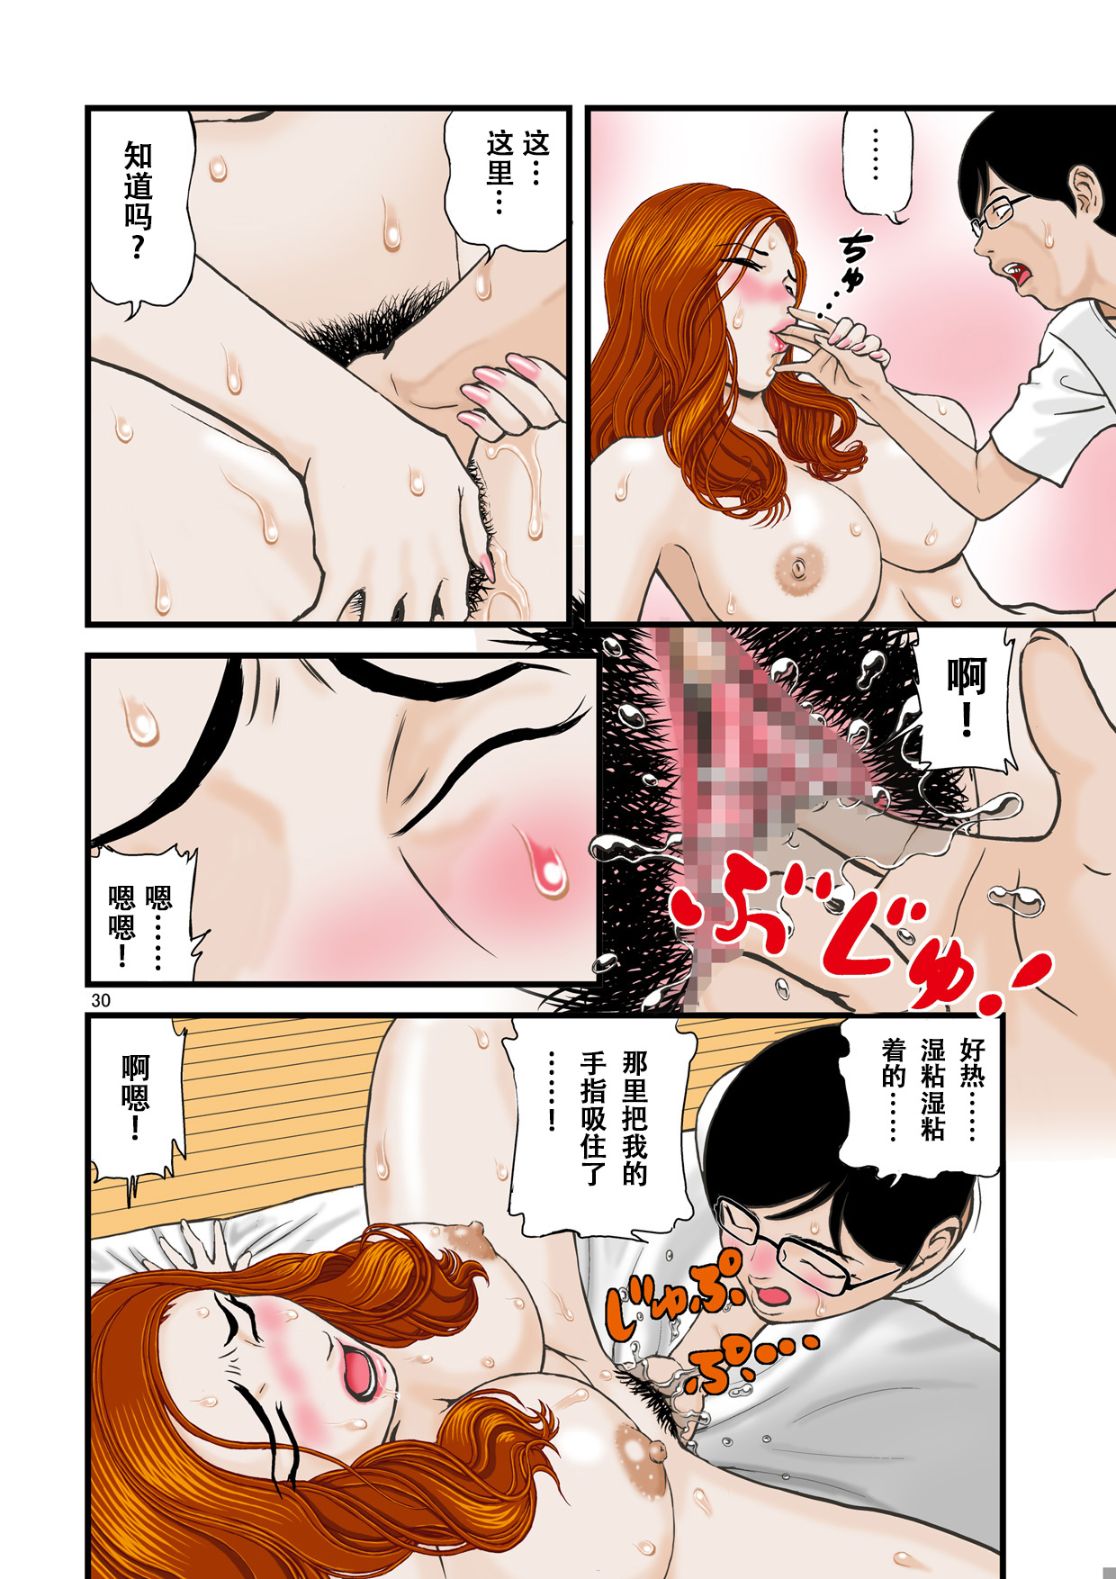 ……
ちゅ…
这…
这里…
知道吗？
啊！
ぶじゅ！
嗯……
嗯嗯！
30
好热……
湿粘湿粘
着的……
那里把我的
手指吸住了
……！
じゅぷぷ…
啊嗯！